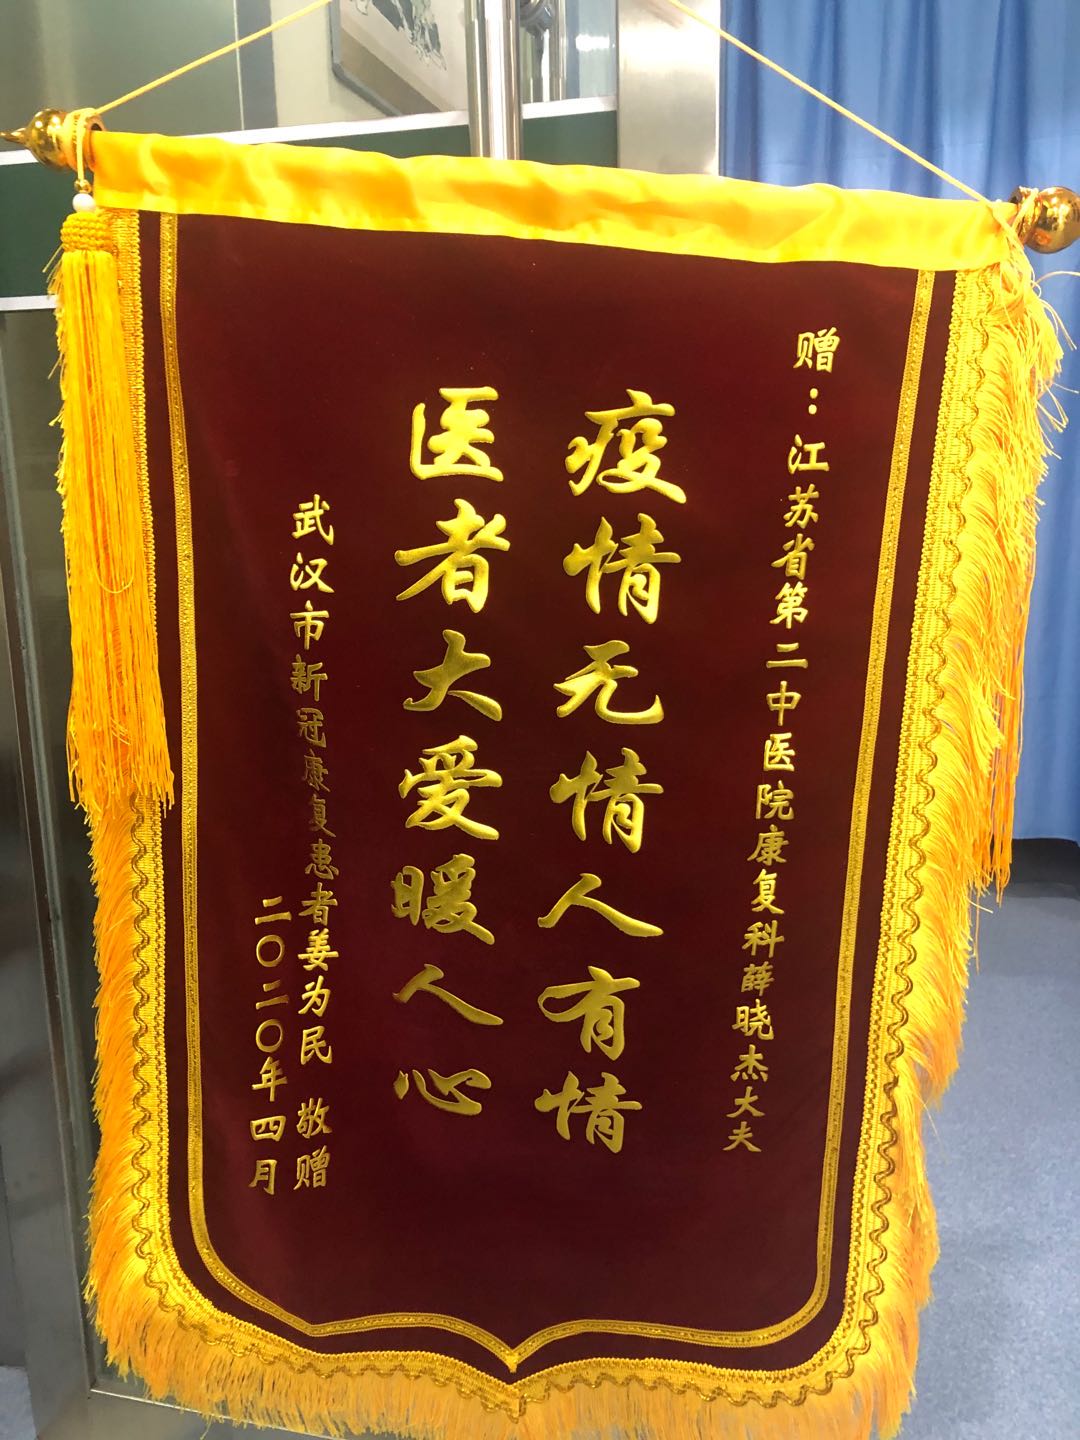 赠：江苏省第二中医院康复科薛晓杰大夫
疫情无情人有情
医者大爱暖人心
武汉市新冠康复患者姜为民 敬赠
二〇二〇年四月